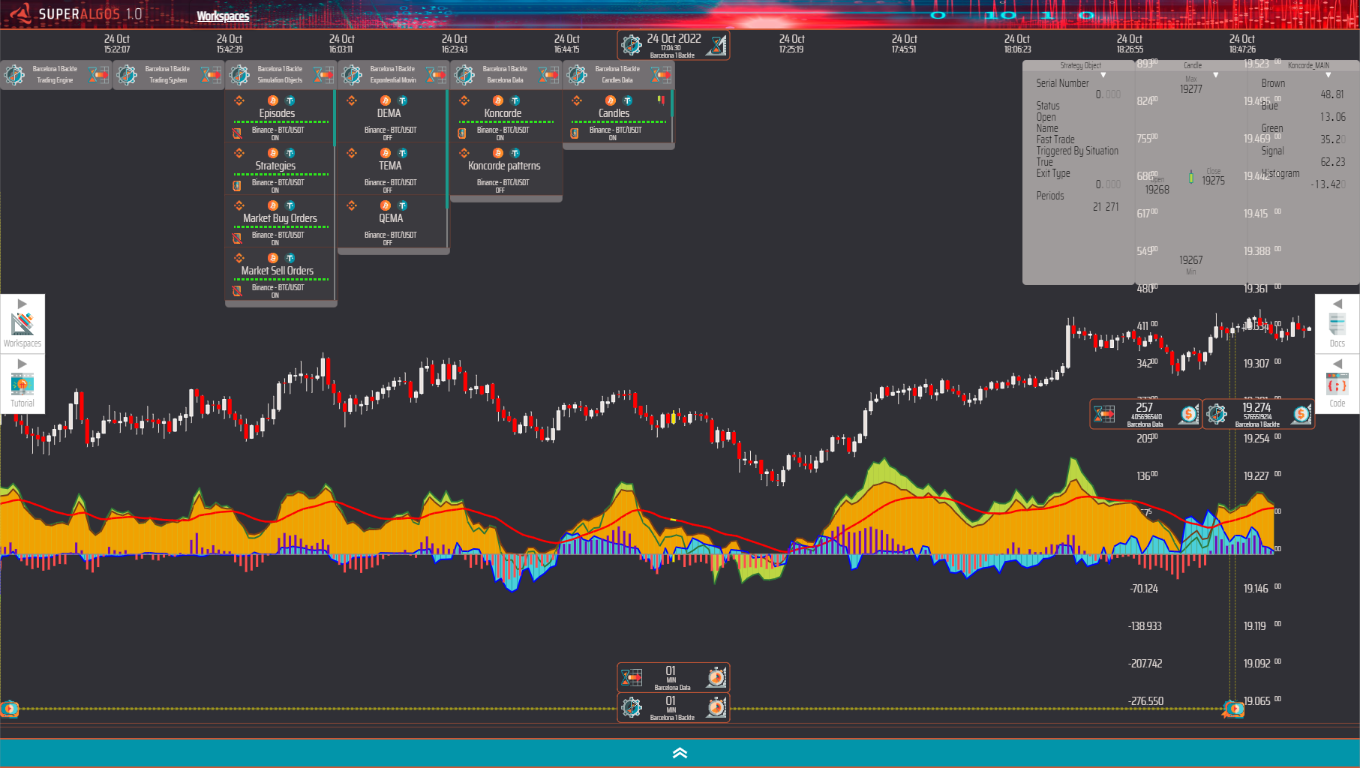 SUPERALGOS 1.0
Workspaces
24 Oct
15:22:07
24 Oct
15:42:39
24 Oct
16:03:11
24 Oct
16:23:43
24 Oct
16:44:15
24 Oct 2022
17:04:30
Barcelona 1 Backte
24 Oct
17:25:19
24 Oct
17:45:51
24 Oct
18:06:23
24 Oct
18:26:55
24 Oct
18:47:26
Barcelona 1 Backte
Trading Engine
Barcelona 1 Backte
Trading System
Barcelona 1 Backte
Simulation Objects
Barcelona 1 Backte
Exponential Movin
Barcelona 1 Backte
Barcelona Data
Barcelona 1 Backte
Candles Data
Episodes
Binance - BTC/USDT
ON
Strategies
Binance - BTC/USDT
ON
Market Buy Orders
Binance - BTC/USDT
ON
Market Sell Orders
Binance - BTC/USDT
ON
DEMA
Binance - BTC/USDT
OFF
TEMA
Binance - BTC/USDT
OFF
QEMA
Binance - BTC/USDT
OFF
Koncorde
Binance - BTC/USDT
ON
Koncorde patterns
Binance - BTC/USDT
OFF
Candles
Binance - BTC/USDT
ON
Strategy Object
Serial Number
0.000
Status
Open
Name
Fast Trade
Triggered By Situation
True
Exit Type
0.000
Periods
21 271
Candle
Max
19277
Open
19268
Close
19275
19267
Min
Koncorde_MAIN
Brown
48.81
Blue
13.06
Green
35.20
Signal
62.23
Histogram
-13.420
893
824
755
686
617
549
480
411
342
209
136
-70.124
-138.933
-207.742
-276.550
19.523
19.496
19.469
19.442
19.415
19.388
19.361
19.334
19.307
19.254
19.227
19.146
19.119
19.092
19.065
Workspaces
Tutorial
Docs
Code
257
Barcelona Data
19.274
Barcelona 1 Backte
01
MIN
Barcelona Data
01
MIN
Barcelona 1 Backte